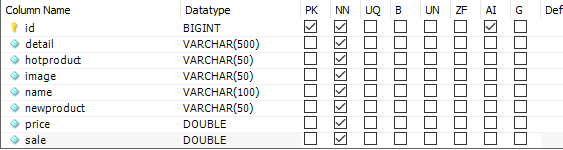 Column Name Datatype PK NN UQ B UN ZF AI G Def
id BIGINT
detail VARCHAR(500)
hotproduct VARCHAR(50)
image VARCHAR(50)
name VARCHAR(100)
newproduct VARCHAR(50)
price DOUBLE
sale DOUBLE